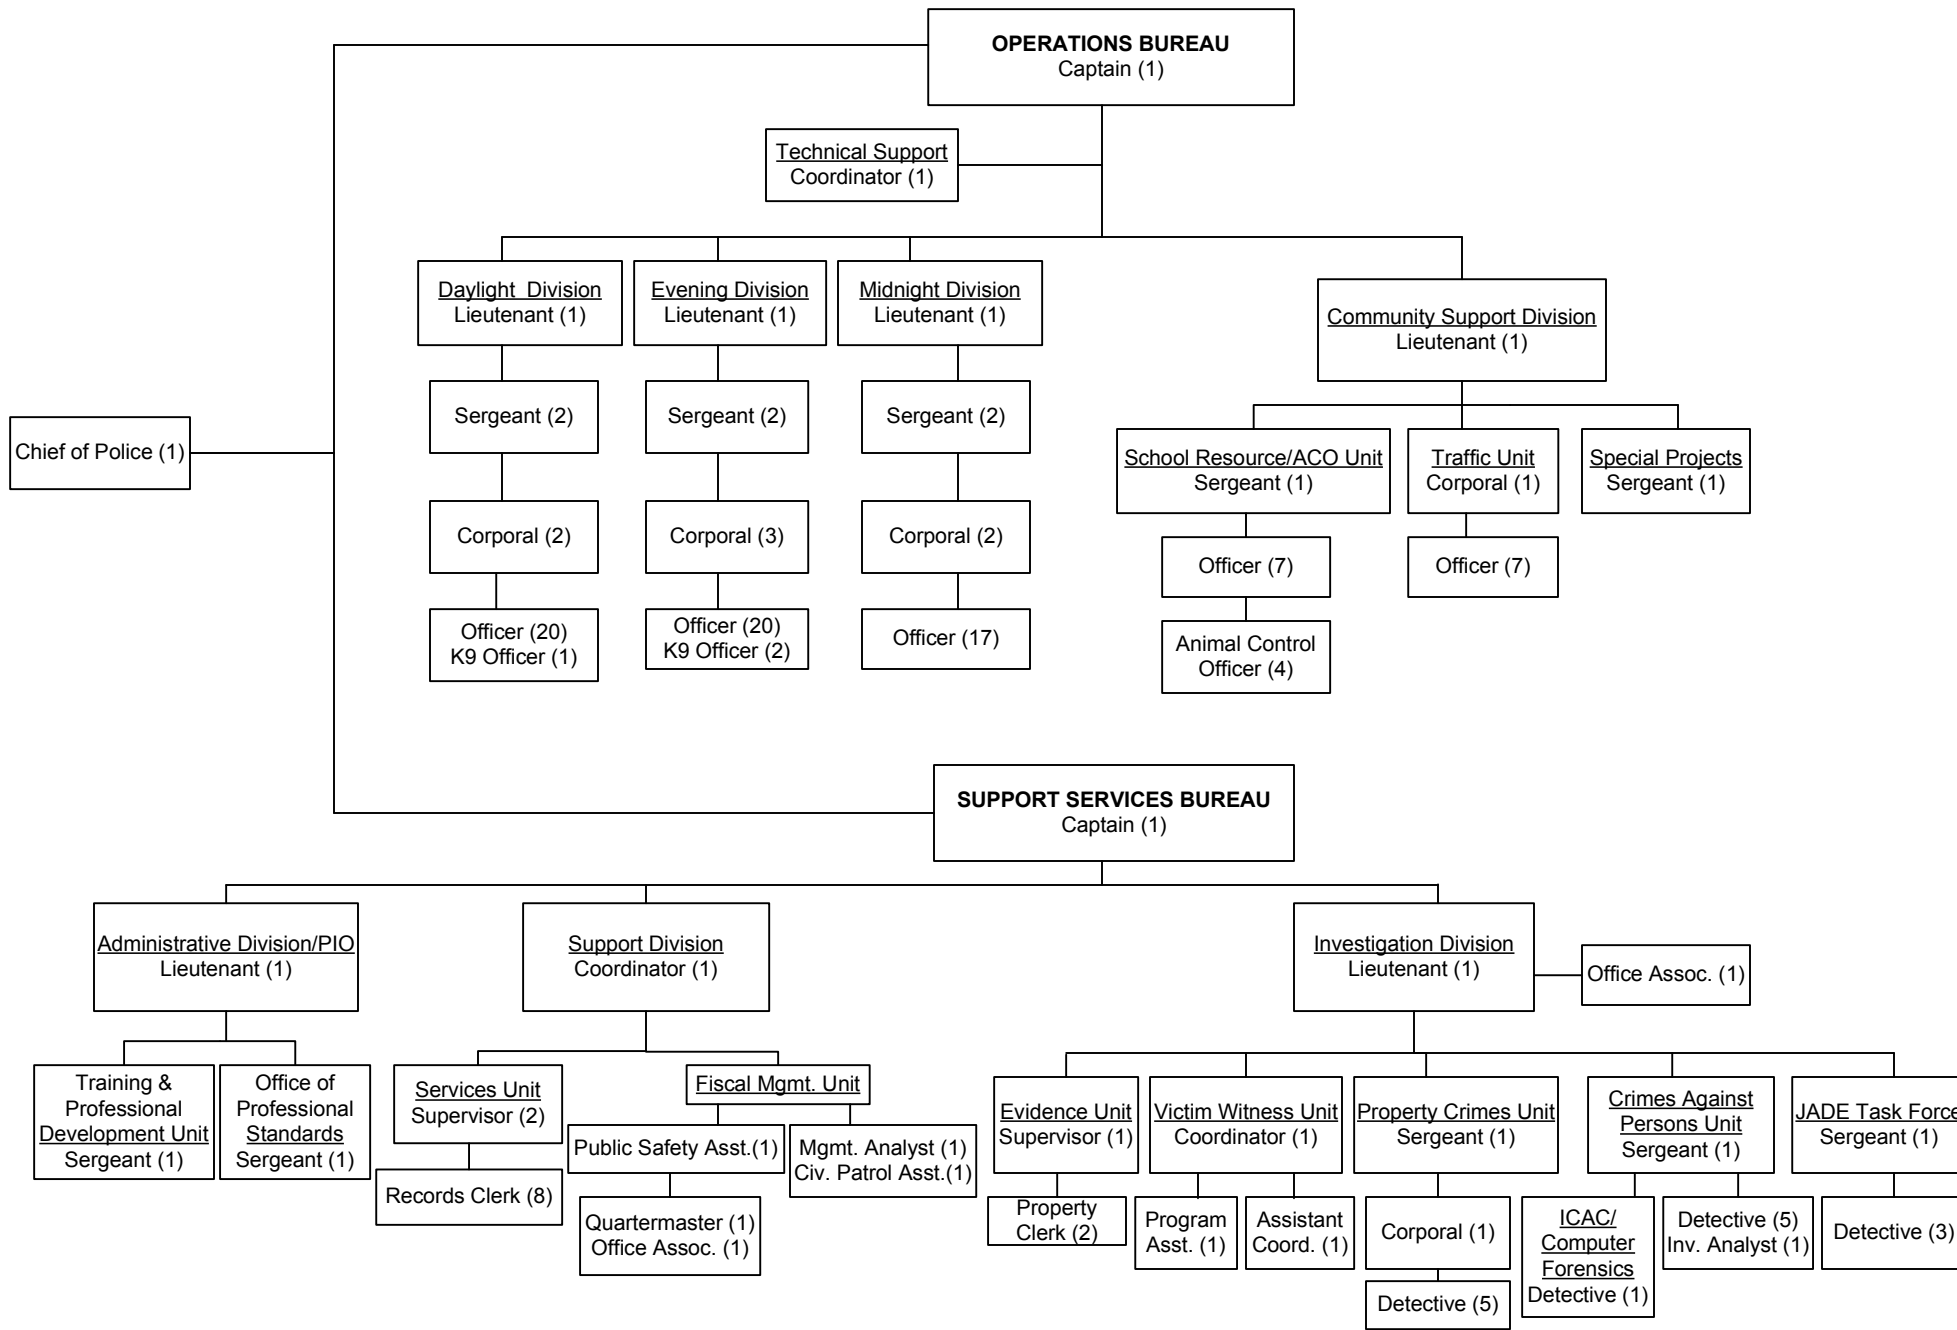 OPERATIONS BUREAU
Captain (1)
Technical Support
Coordinator (1)
Daylight Division
Lieutenant (1)
Evening Division
Lieutenant (1)
Midnight Division
Lieutenant (1)
Community Support Division
Lieutenant (1)
Sergeant (2)
Sergeant (2)
Sergeant (2)
Chief of Police (1)
School Resource/ACO Unit
Sergeant (1)
Traffic Unit
Corporal (1)
Special Projects
Sergeant (1)
Corporal (2)
Corporal (3)
Corporal (2)
Officer (7)
Officer (7)
Officer (20)
K9 Officer (1)
Officer (20)
K9 Officer (2)
Officer (17)
Animal Control
Officer (4)
SUPPORT SERVICES BUREAU
Captain (1)
Administrative Division/PIO
Lieutenant (1)
Support Division
Coordinator (1)
Investigation Division
Lieutenant (1)
Office Assoc. (1)
Training &
Professional
Development Unit
Sergeant (1)
Office of
Professional
Standards
Sergeant (1)
Services Unit
Supervisor (2)
Fiscal Mgmt. Unit
Public Safety Asst.(1)
Mgmt. Analyst (1)
Civ. Patrol Asst.(1)
Records Clerk (8)
Quartermaster (1)
Office Assoc. (1)
Evidence Unit
Supervisor (1)
Victim Witness Unit
Coordinator (1)
Property Crimes Unit
Sergeant (1)
Crimes Against
Persons Unit
Sergeant (1)
JADE Task Force
Sergeant (1)
Property
Clerk (2)
Program
Asst. (1)
Assistant
Coord. (1)
Corporal (1)
Detective (5)
ICAC/
Computer
Forensics
Detective (1)
Detective (5)
Inv. Analyst (1)
Detective (3)